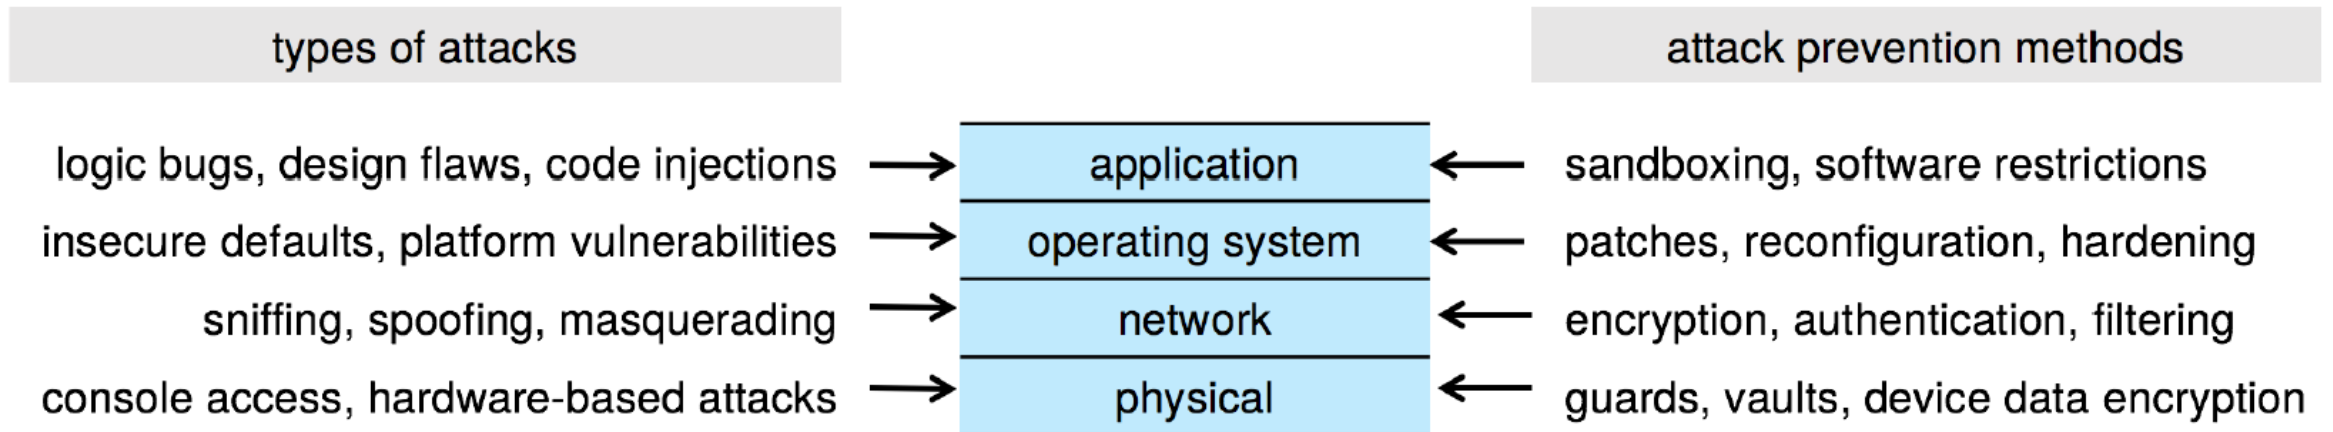 types of attacks
attack prevention methods
logic bugs, design flaws, code injections
application
sandboxing, software restrictions
insecure defaults, platform vulnerabilities
operating system
patches, reconfiguration, hardening
sniffing, spoofing, masquerading
network
encryption, authentication, filtering
console access, hardware-based attacks
physical
guards, vaults, device data encryption